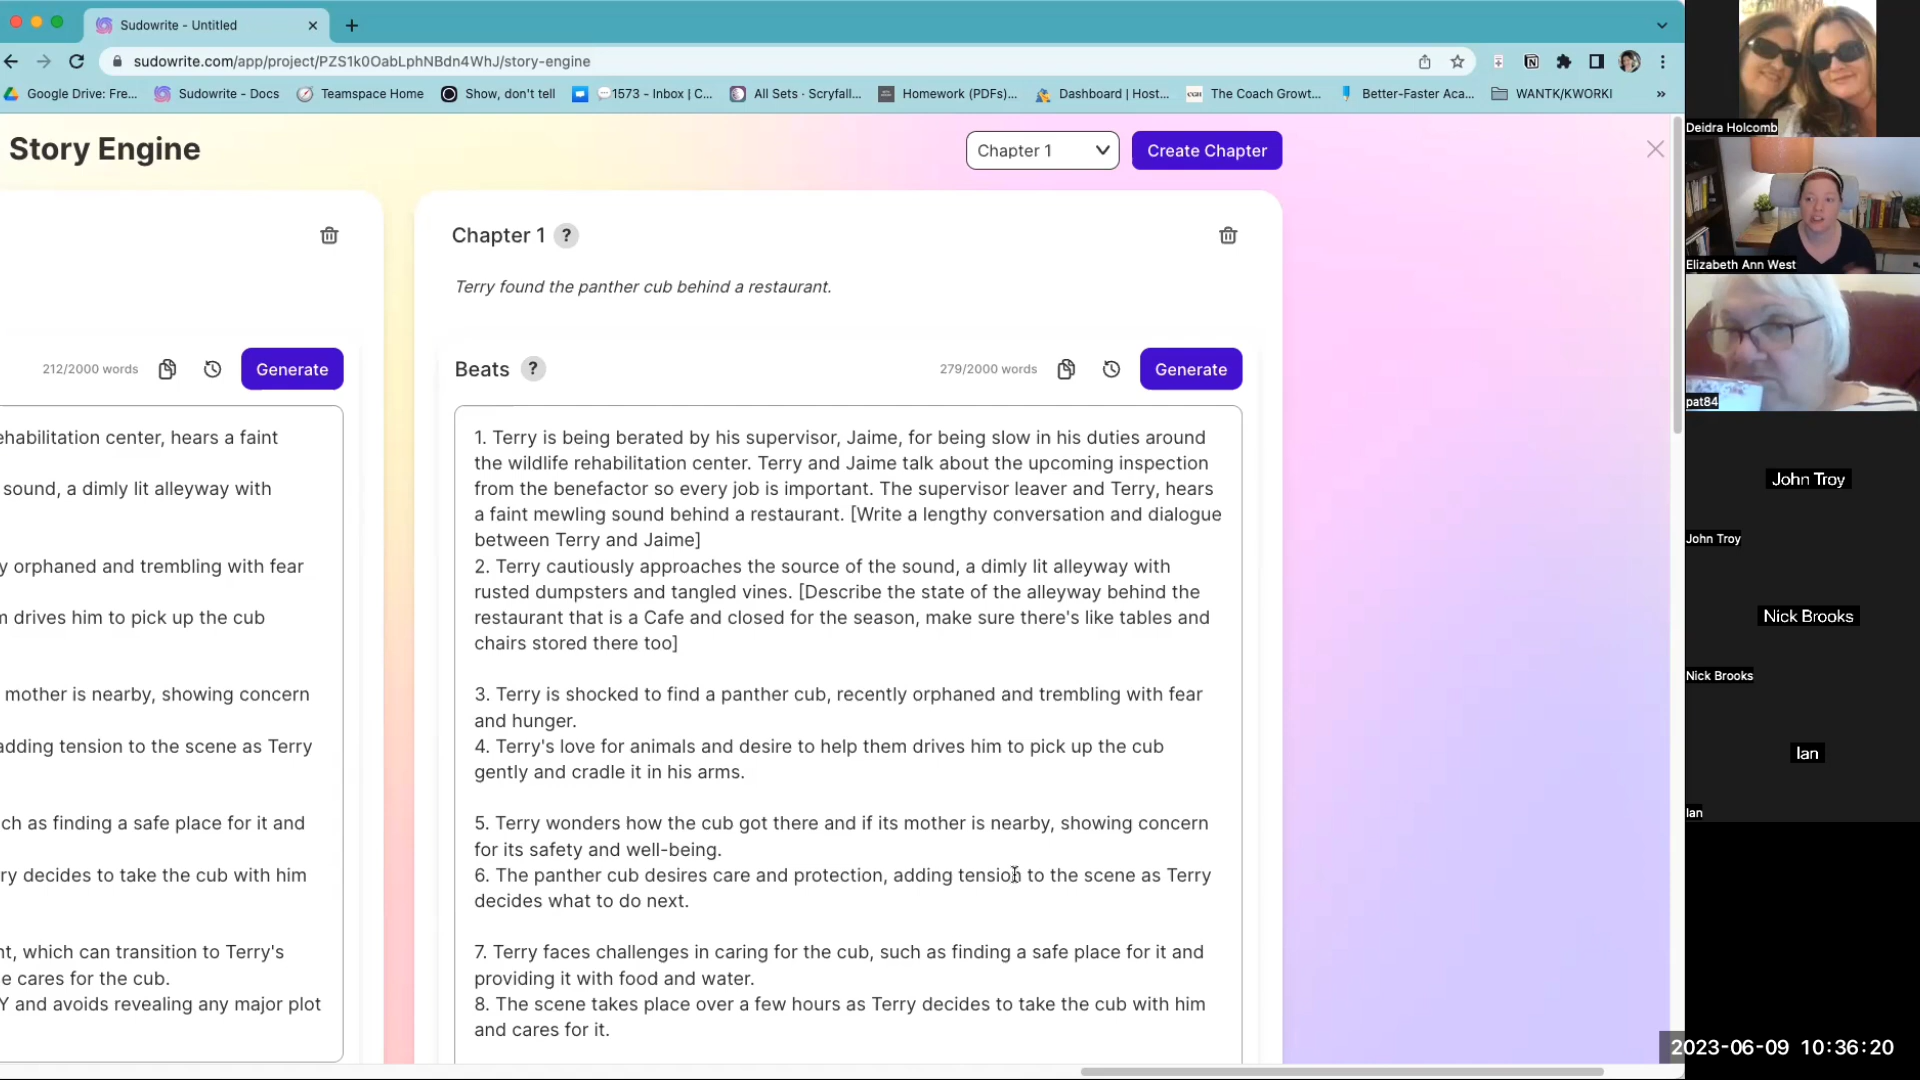 Sudowrite - Untitled
sudowrite.com/app/project/PZS1k0OabLphNBdn4WhJ/story-engine
Google Drive: Fre...
Sudowrite - Docs
Teamspace Home
Show, don't tell
1573 - Inbox | C...
All Sets · Scryfall...
Homework (PDFs)...
Dashboard | Host...
The Coach Growt...
Better-Faster Aca...
WANTK/KWORKI
»
Story Engine
Chapter 1
Create Chapter
212/2000 words
Generate
ehabilitation center, hears a faint
sound, a dimly lit alleyway with
y orphaned and trembling with fear
m drives him to pick up the cub
mother is nearby, showing concern
adding tension to the scene as Terry
ch as finding a safe place for it and
ry decides to take the cub with him
nt, which can transition to Terry's
e cares for the cub.
Y and avoids revealing any major plot
Chapter 1 ?
Terry found the panther cub behind a restaurant.
Beats ?
279/2000 words
Generate
1. Terry is being berated by his supervisor, Jaime, for being slow in his duties around
the wildlife rehabilitation center. Terry and Jaime talk about the upcoming inspection
from the benefactor so every job is important. The supervisor leaver and Terry, hears
a faint mewling sound behind a restaurant. [Write a lengthy conversation and dialogue
between Terry and Jaime]
2. Terry cautiously approaches the source of the sound, a dimly lit alleyway with
rusted dumpsters and tangled vines. [Describe the state of the alleyway behind the
restaurant that is a Cafe and closed for the season, make sure there's like tables and
chairs stored there too]
3. Terry is shocked to find a panther cub, recently orphaned and trembling with fear
and hunger.
4. Terry's love for animals and desire to help them drives him to pick up the cub
gently and cradle it in his arms.
5. Terry wonders how the cub got there and if its mother is nearby, showing concern
for its safety and well-being.
6. The panther cub desires care and protection, adding tension to the scene as Terry
decides what to do next.
7. Terry faces challenges in caring for the cub, such as finding a safe place for it and
providing it with food and water.
8. The scene takes place over a few hours as Terry decides to take the cub with him
and cares for it.
Deidra Holcomb
Elizabeth Ann West
pat84
John Troy
John Troy
Nick Brooks
Nick Brooks
Ian
Ian
2023-06-09 10:36:20